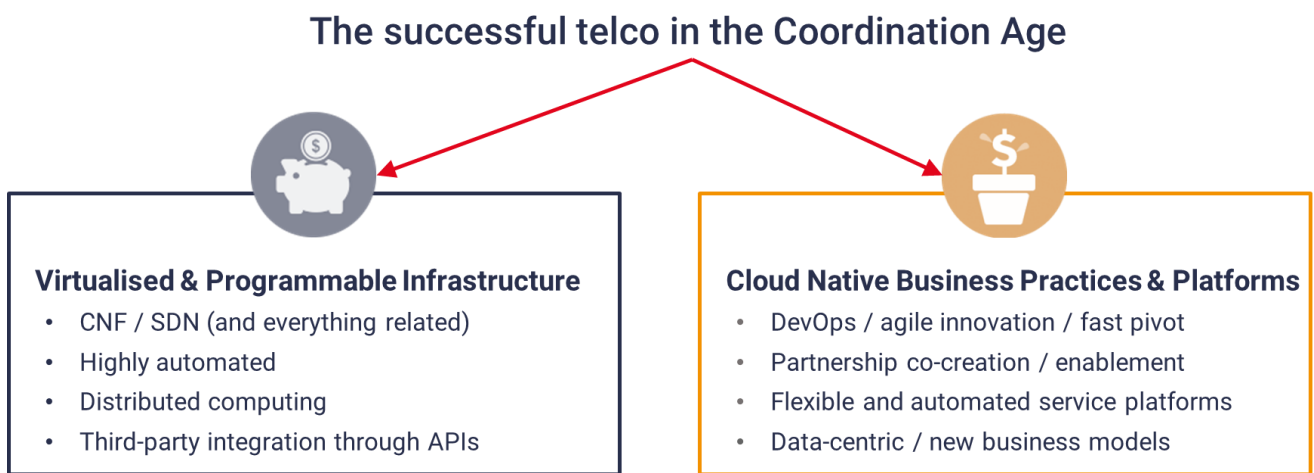 The successful telco in the Coordination Age
$
$
Virtualised & Programmable Infrastructure
• CNF / SDN (and everything related)
• Highly automated
• Distributed computing
• Third-party integration through APIs
Cloud Native Business Practices & Platforms
• DevOps / agile innovation / fast pivot
• Partnership co-creation / enablement
• Flexible and automated service platforms
• Data-centric / new business models